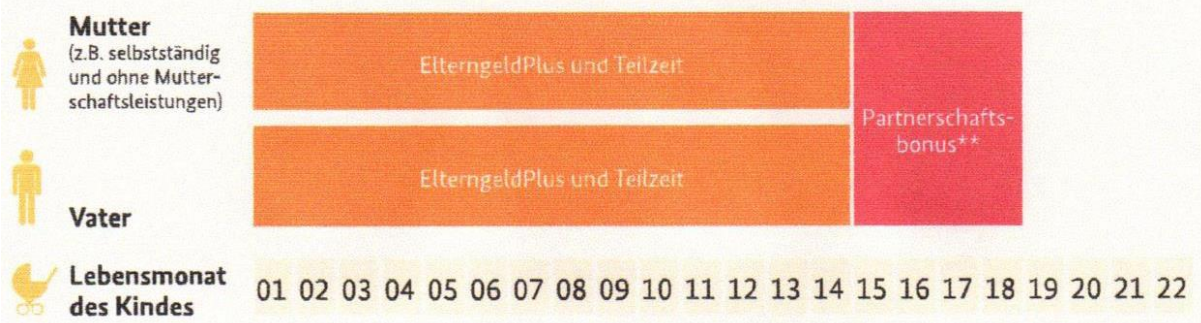 Mutter
(z.B. selbstständig
und ohne Mutter-
schaftsleistungen)
ElterngeldPlus und Teilzeit
Partnerschafts-
bonus**
ElterngeldPlus und Teilzeit
Vater
Lebensmonat
des Kindes
01 02 03 04 05 06 07 08 09 10 11 12 13 14 15 16 17 18 19 20 21 22